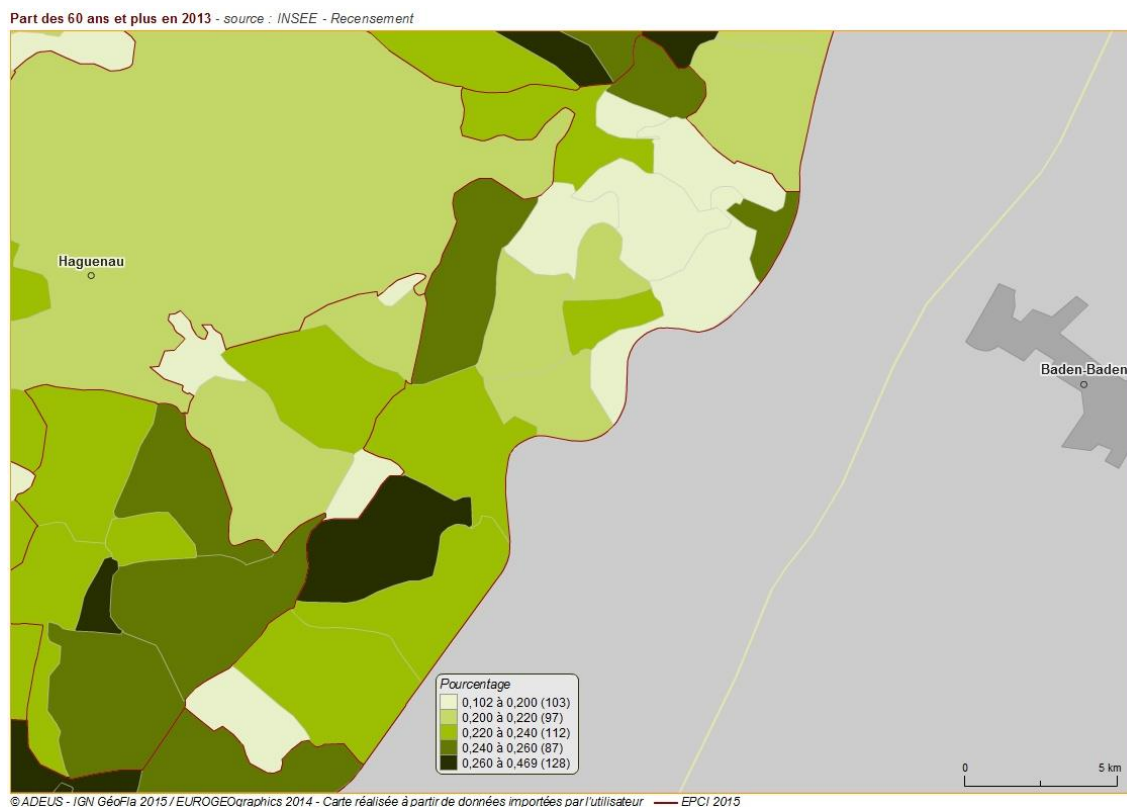 Part des 60 ans et plus en 2013 - source : INSEE - Recensement
Haguenau
Baden-Baden
Pourcentage
0,102 à 0,200 (103)
0,200 à 0,220 (97)
0,220 à 0,240 (112)
0,240 à 0,260 (87)
0,260 à 0,469 (128)
0 5 km
© ADEUS - IGN GéoFla 2015 / EUROGEOgraphics 2014 - Carte réalisée à partir de données importées par l'utilisateur — EPCI 2015